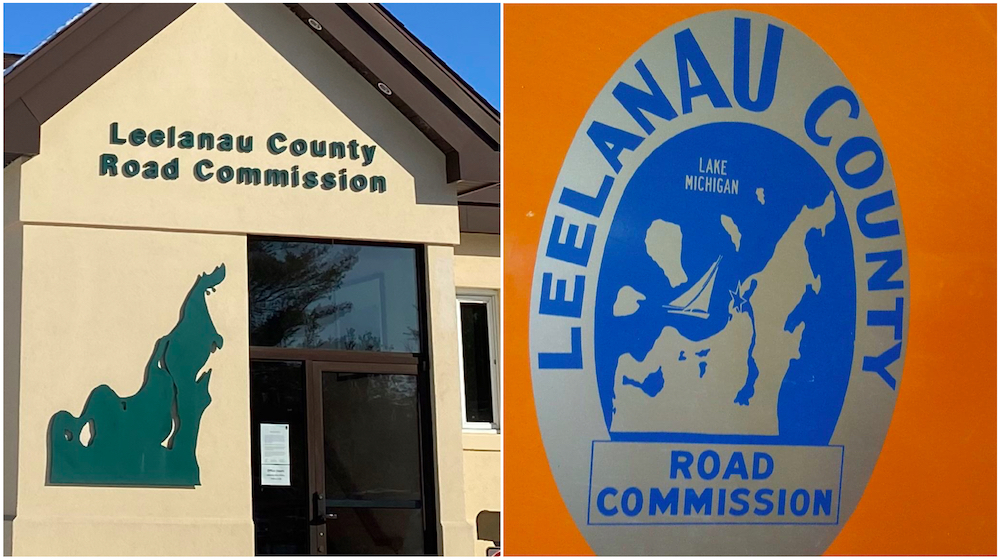 Leelanau County
Road Commission
LEELANAU COUNTY
LAKE
MICHIGAN
ROAD
COMMISSION